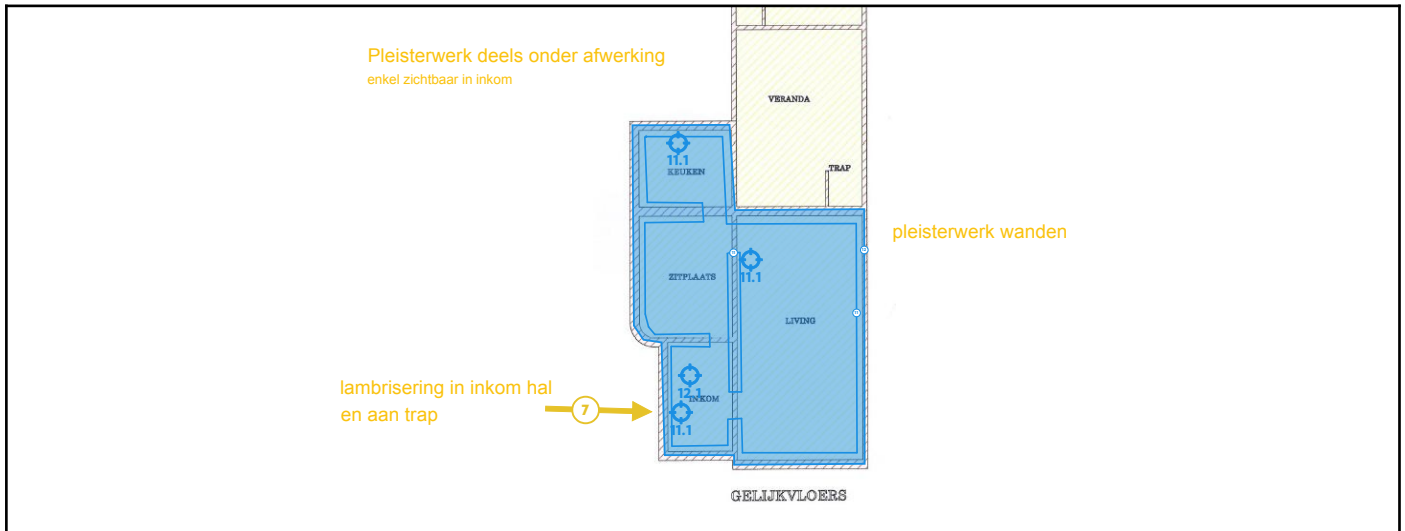 Pleisterwerk deels onder afwerking
enkel zichtbaar in inkom
VERANDA
11.1
KEUKEN
TRAP
pleisterwerk wanden
ZITPLAATS
11.1
LIVING
lambrisering in inkom hal
en aan trap
7
12.1
INKOM
11.1
GELIJKVLOERS